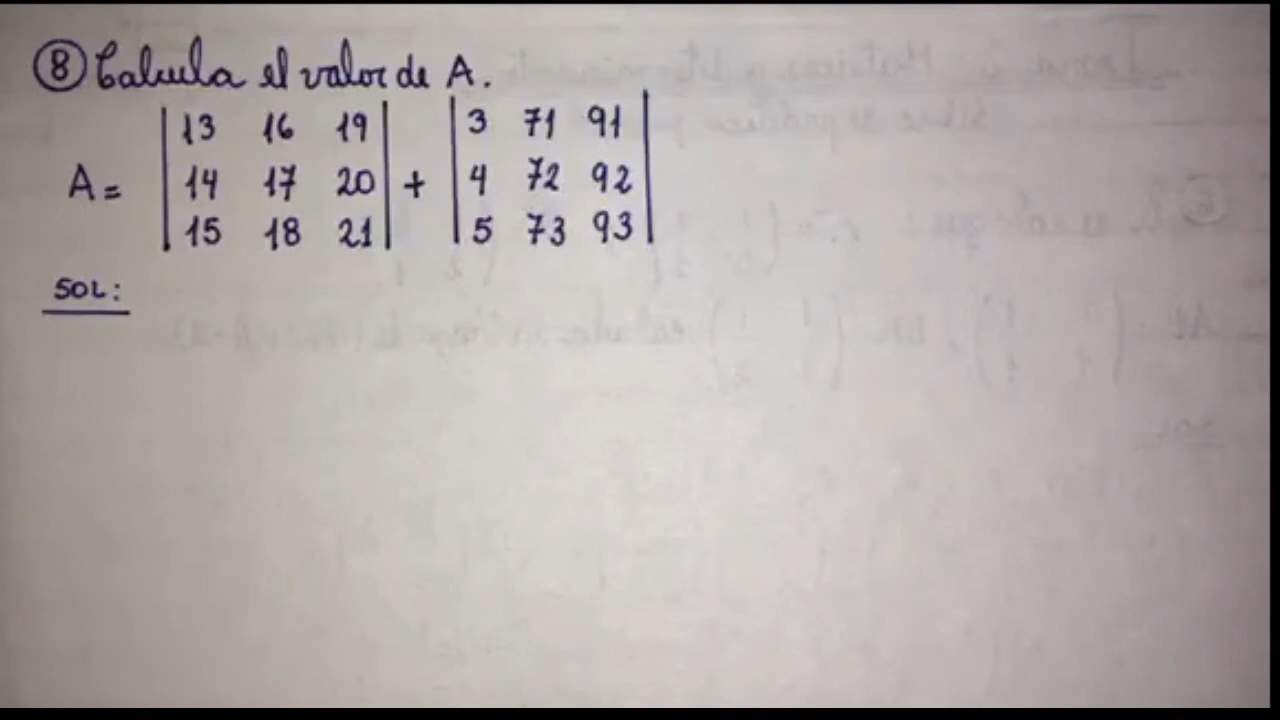 8 Calcula el valor de A.
A = | 13 16 19 | + | 3 71 91 |
| 14 17 20 | | 4 72 92 |
| 15 18 21 | | 5 73 93 |
SOL: